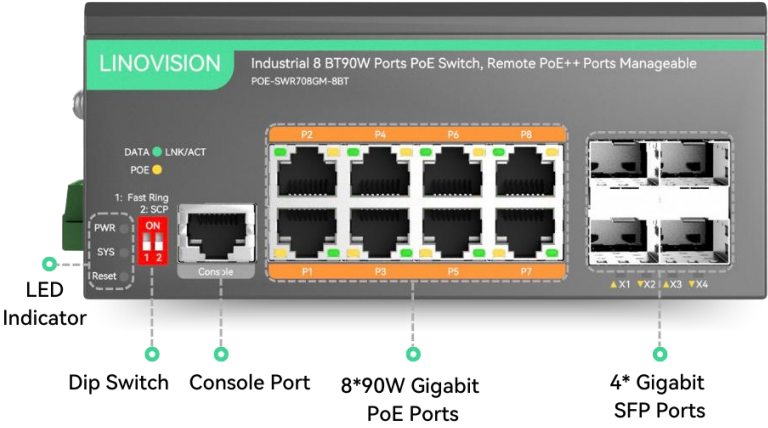 LINOVISION
Industrial 8 BT90W Ports PoE Switch, Remote PoE++ Ports Manageable
POE-SWR708GM-8BT
DATA LNK/ACT
POE
1: Fast Ring
2: SCP
PWR
SYS
Reset
ON
1 2
Console
P2 P4 P6 P8
P1 P3 P5 P7
▲X1 ▼X2 ▲X3 ▼X4
LED
Indicator
Dip Switch
Console Port
8*90W Gigabit
PoE Ports
4* Gigabit
SFP Ports